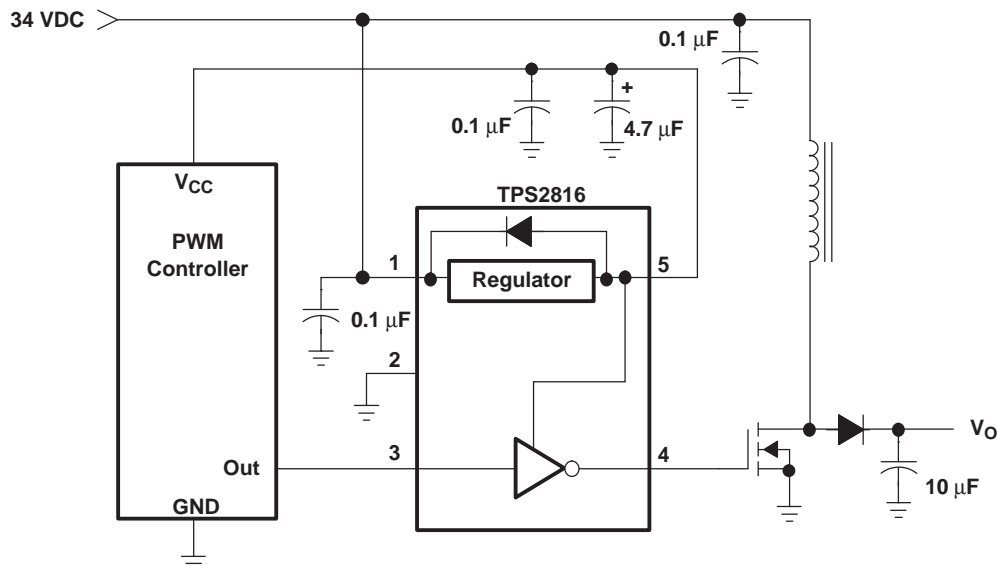 34 VDC
0.1 μF
0.1 μF
4.7 μF
+
VCC
PWM
Controller
TPS2816
1
Regulator
5
0.1 μF
2
Out
3
4
GND
VO
10 μF